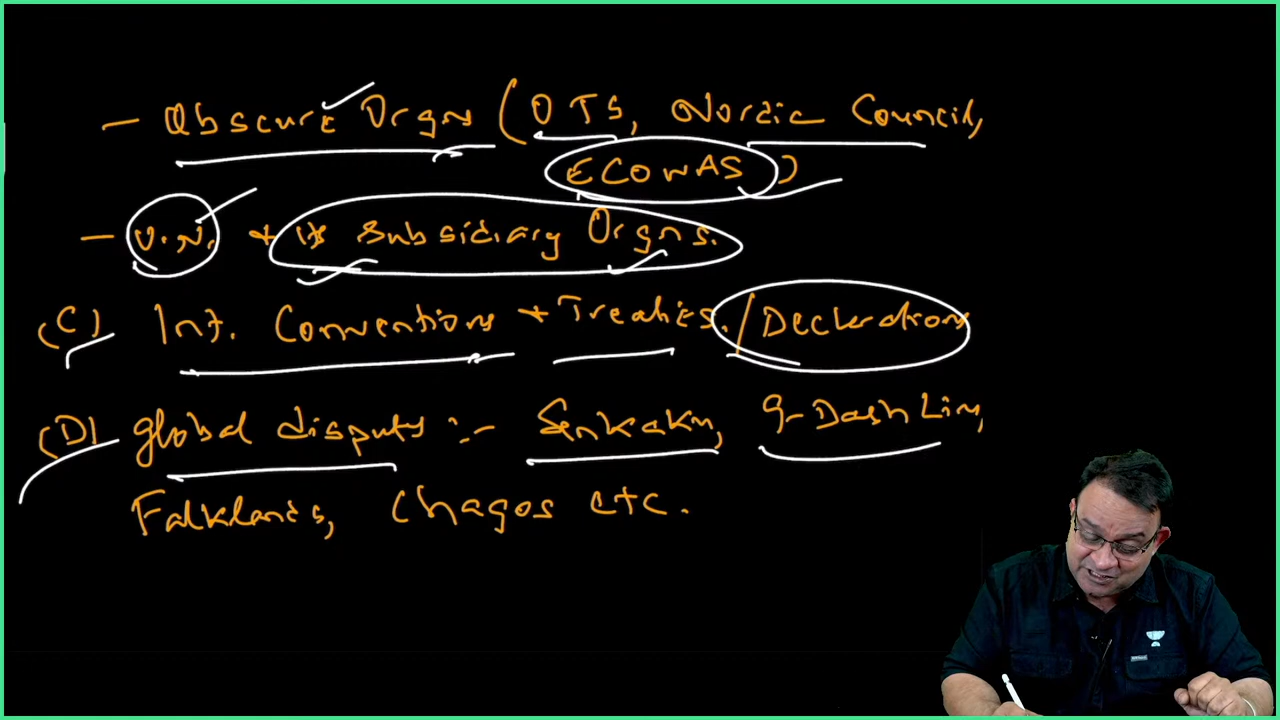 - Obscure Orgns (OTS, Nordic Council,
ECOWAS)
- U.N. + its Subsidiary Orgns.
(C) Int. Conventions + Treaties. / Declarations
(D) global disputes :- Senkaku, 9-Dash Line,
Falklands, Chagos etc.